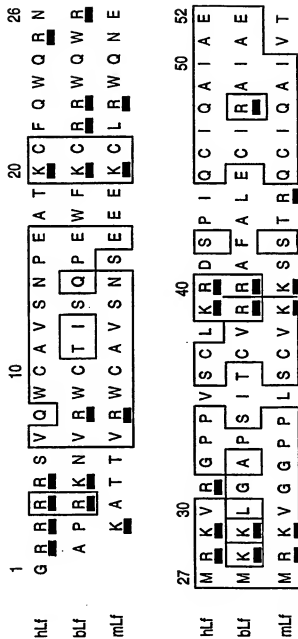 1 10 20 26
hLf G R R R R S V Q W C A V S N P E A T K C F Q W Q R N
bLf A P R K N V R W C T I S Q P E W F K C R R W Q W R
mLf K A T T V R W C A V S N S E E E K C L R W Q N E
27 30 40 50 52
hLf M R K V R G P P V S C L K R D S P I Q C I Q A I A E
bLf M K K L G A P S I T C V R R A F A L E C I R A I A E
mLf M R K V G G P P L S C V K K S S T R Q C I Q A I V T